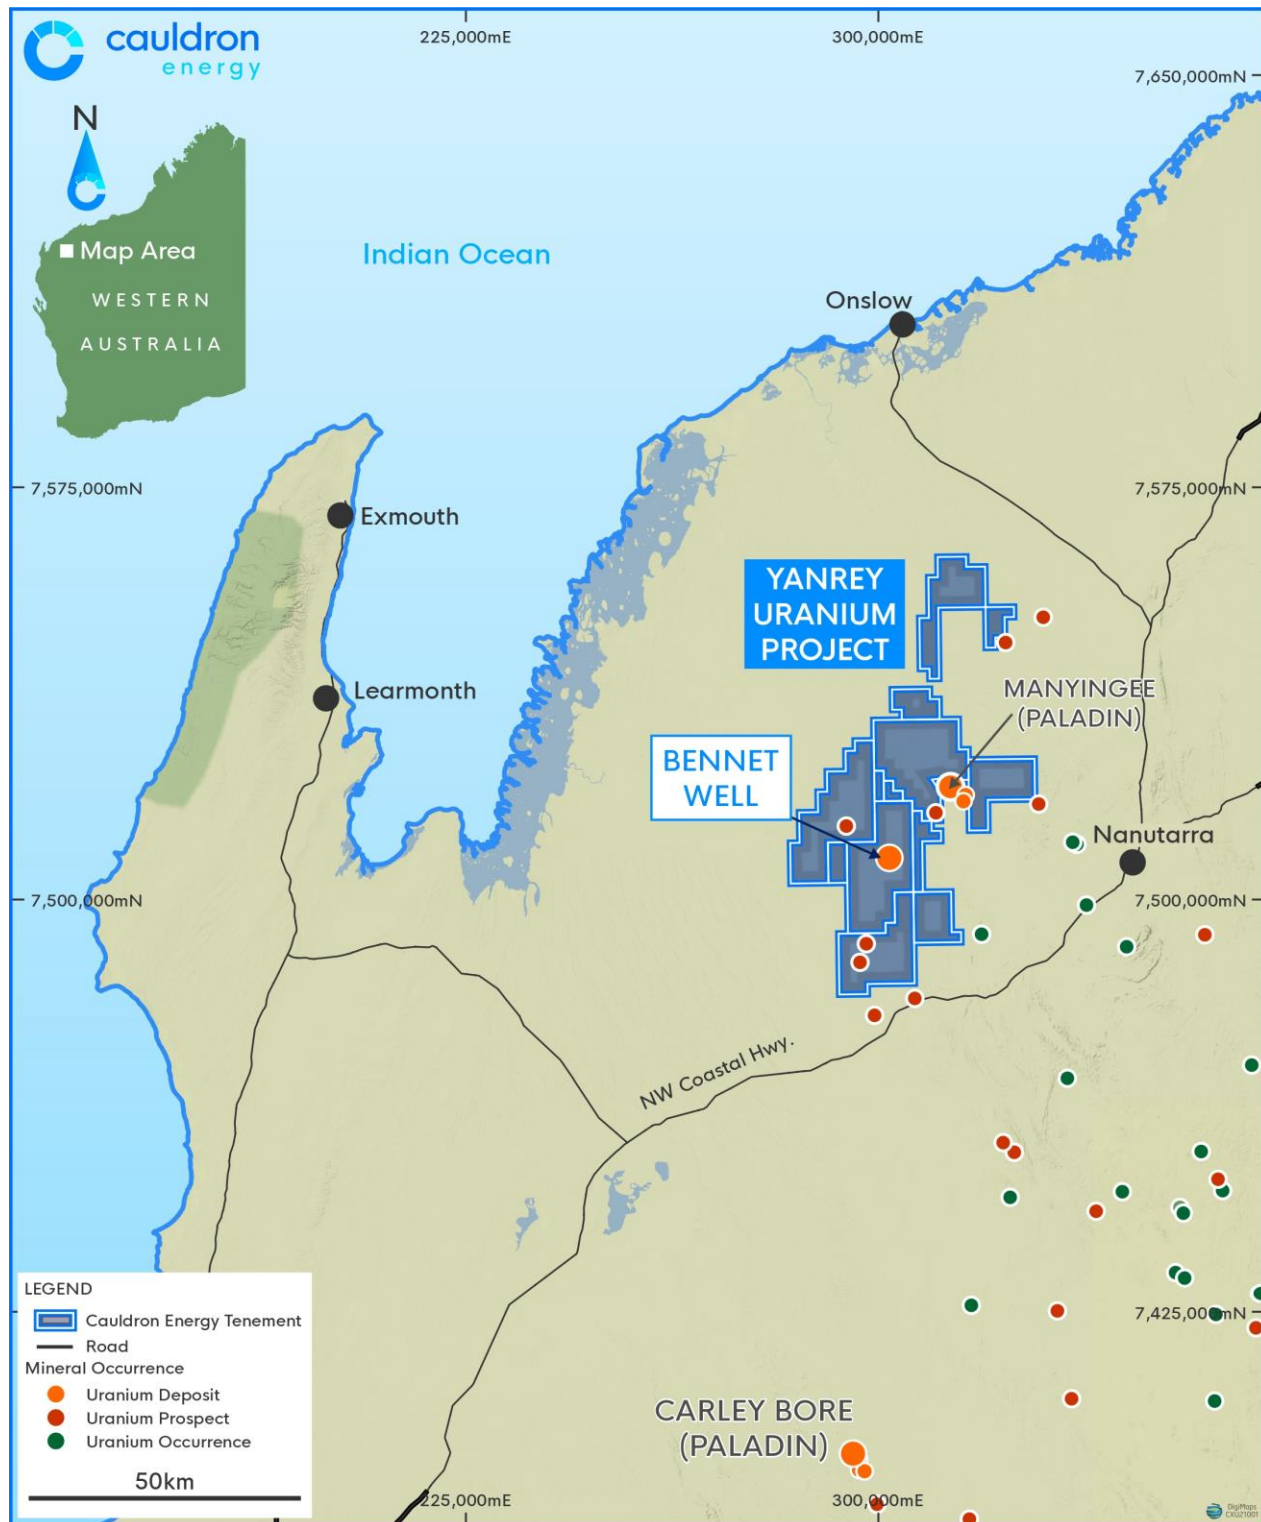 cauldron
energy
225,000mE
300,000mE
7,650,000mN
N
Map Area
WESTERN
AUSTRALIA
Indian Ocean
Onslow
7,575,000mN
7,575,000mN
Exmouth
YANREY
URANIUM
PROJECT
Learmonth
MANYINGEE
(PALADIN)
BENNET
WELL
Nanutarra
7,500,000mN
7,500,000mN
NW Coastal Hwy.
LEGEND
Cauldron Energy Tenement
Road
Mineral Occurrence
Uranium Deposit
Uranium Prospect
Uranium Occurrence
50km
7,425,000mN
CARLEY BORE
(PALADIN)
225,000mE
300,000mE
DigiMaps
CXU21001